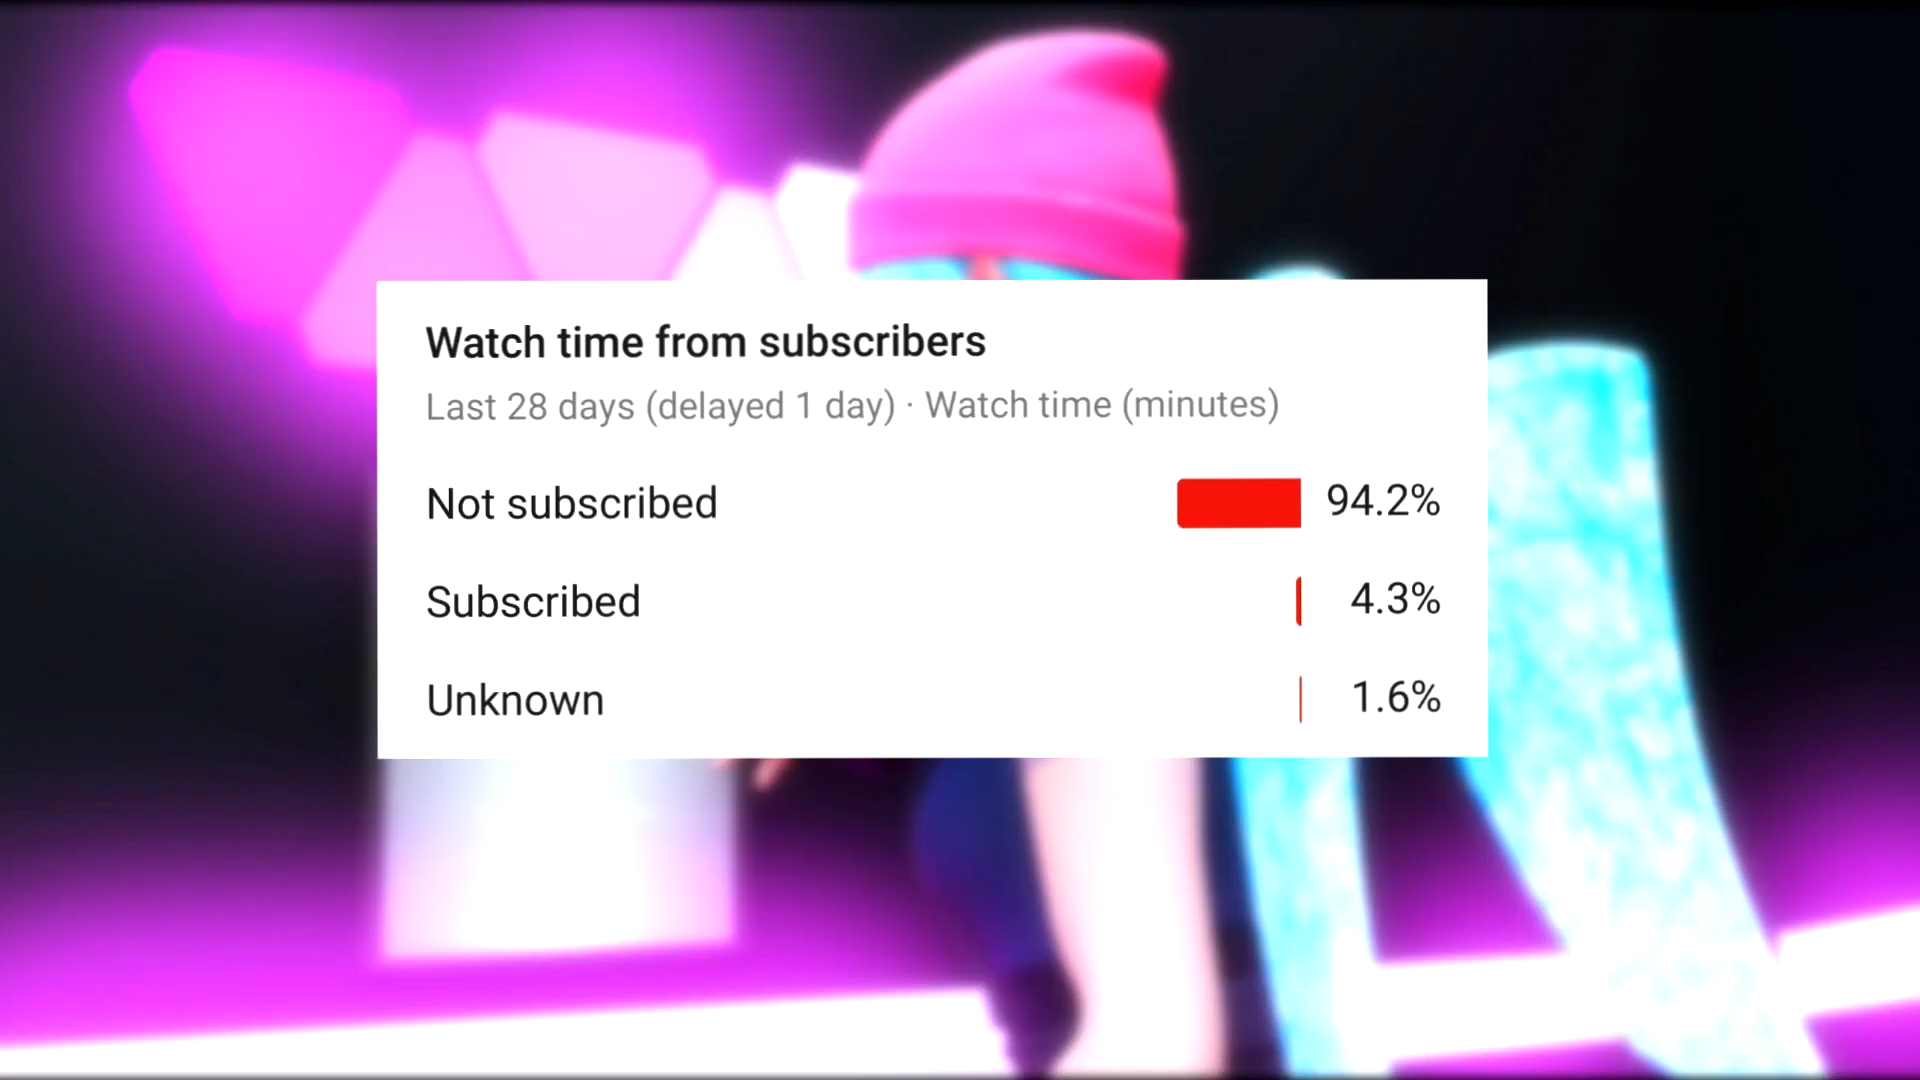 Watch time from subscribers
Last 28 days (delayed 1 day) · Watch time (minutes)
Not subscribed 94.2%
Subscribed 4.3%
Unknown 1.6%